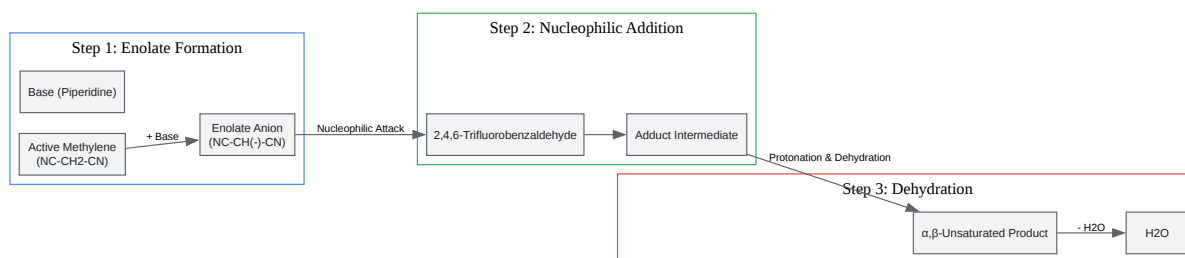 Step 1: Enolate Formation
Base (Piperidine)
Active Methylene
(NC-CH2-CN)
+ Base
Enolate Anion
(NC-CH(-)-CN)
Nucleophilic Attack
Step 2: Nucleophilic Addition
2,4,6-Trifluorobenzaldehyde
Adduct Intermediate
Protonation & Dehydration
Step 3: Dehydration
α,β-Unsaturated Product
- H2O
H2O